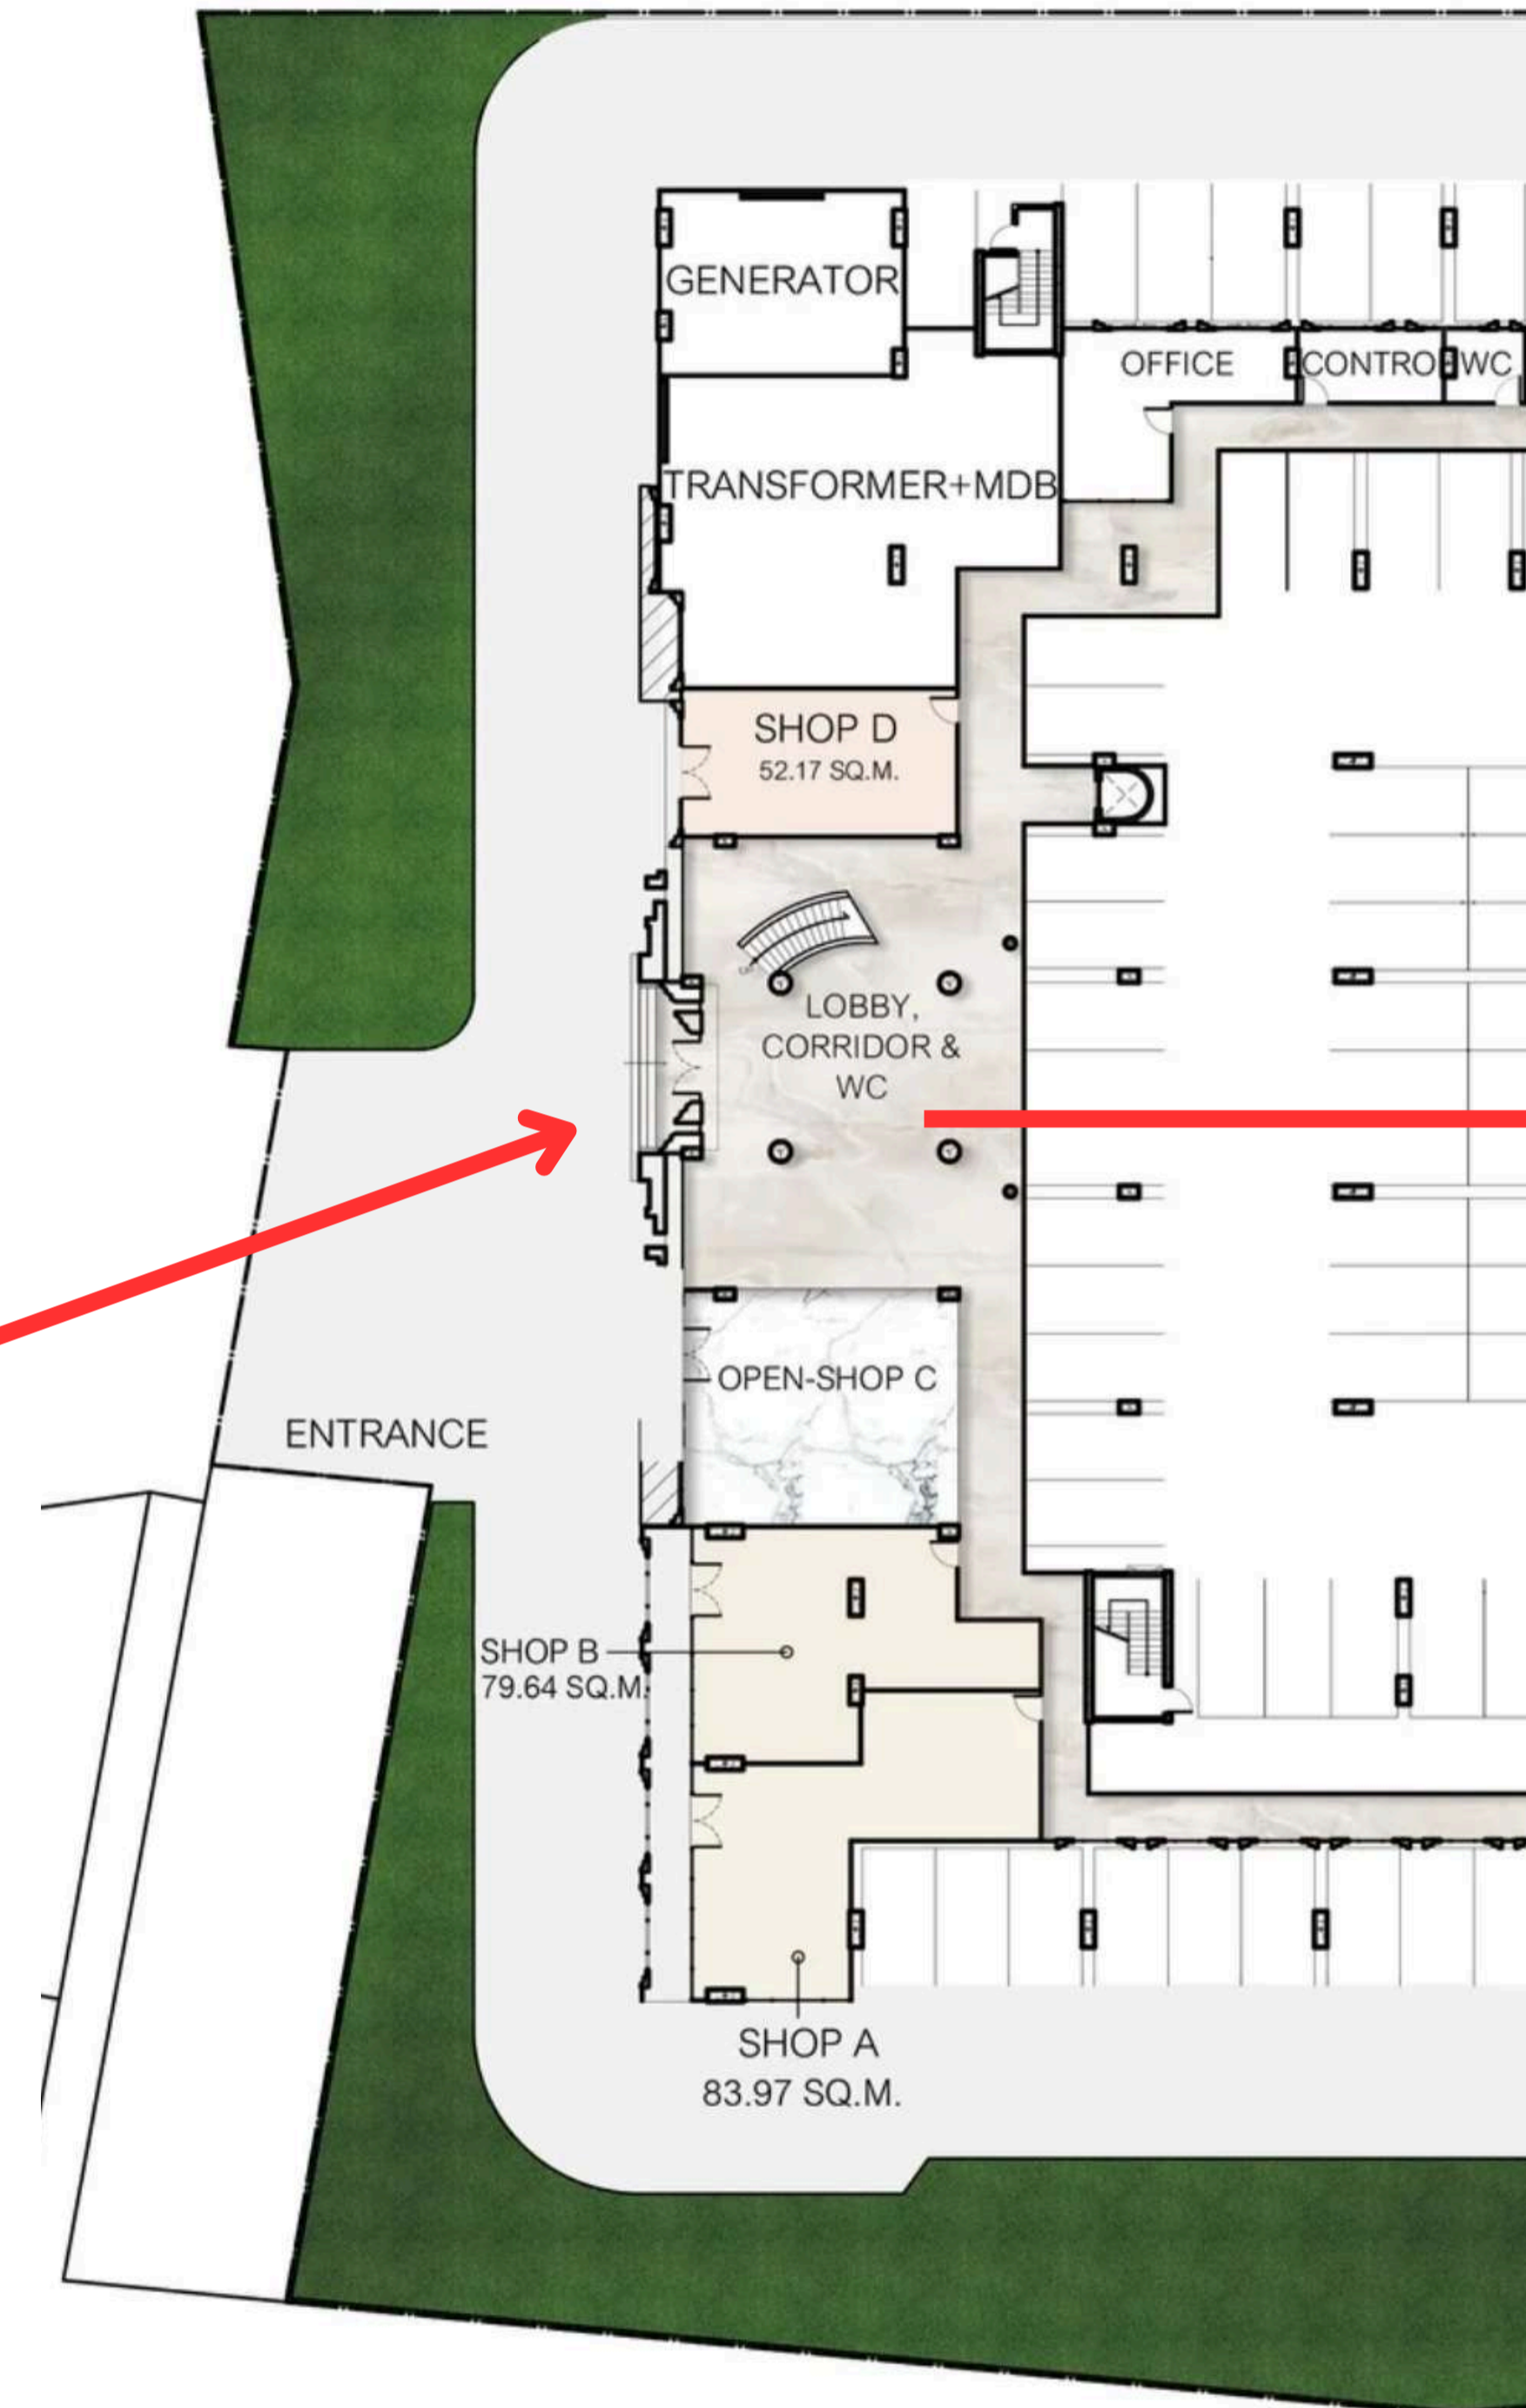 GENERATOR
OFFICE
CONTRO
WC
TRANSFORMER+MDB
SHOP D
52.17 SQ.M.
LOBBY,
CORRIDOR &
WC
OPEN-SHOP C
ENTRANCE
SHOP B
79.64 SQ.M.
SHOP A
83.97 SQ.M.